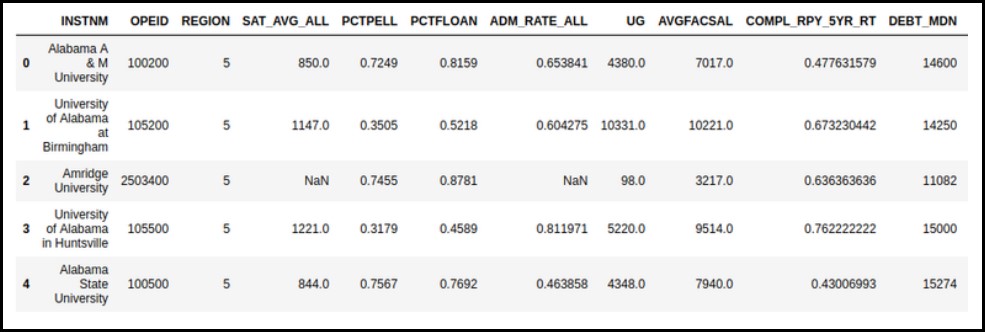 INSTNM OPEID REGION SAT_AVG_ALL PCTPELL PCTFLOAN ADM_RATE_ALL UG AVGFACSAL COMPL_RPY_5YR_RT DEBT_MDN
Alabama A
0 & M 100200 5 850.0 0.7249 0.8159 0.653841 4380.0 7017.0 0.477631579 14600
University
University
of Alabama
1 at 105200 5 1147.0 0.3505 0.5218 0.604275 10331.0 10221.0 0.673230442 14250
Birmingham
2 Amridge 2503400 5 NaN 0.7455 0.8781 NaN 98.0 3217.0 0.636363636 11082
University
University
3 of Alabama 105500 5 1221.0 0.3179 0.4589 0.811971 5220.0 9514.0 0.762222222 15000
in Huntsville
Alabama
4 State 100500 5 844.0 0.7567 0.7692 0.463858 4348.0 7940.0 0.43006993 15274
University